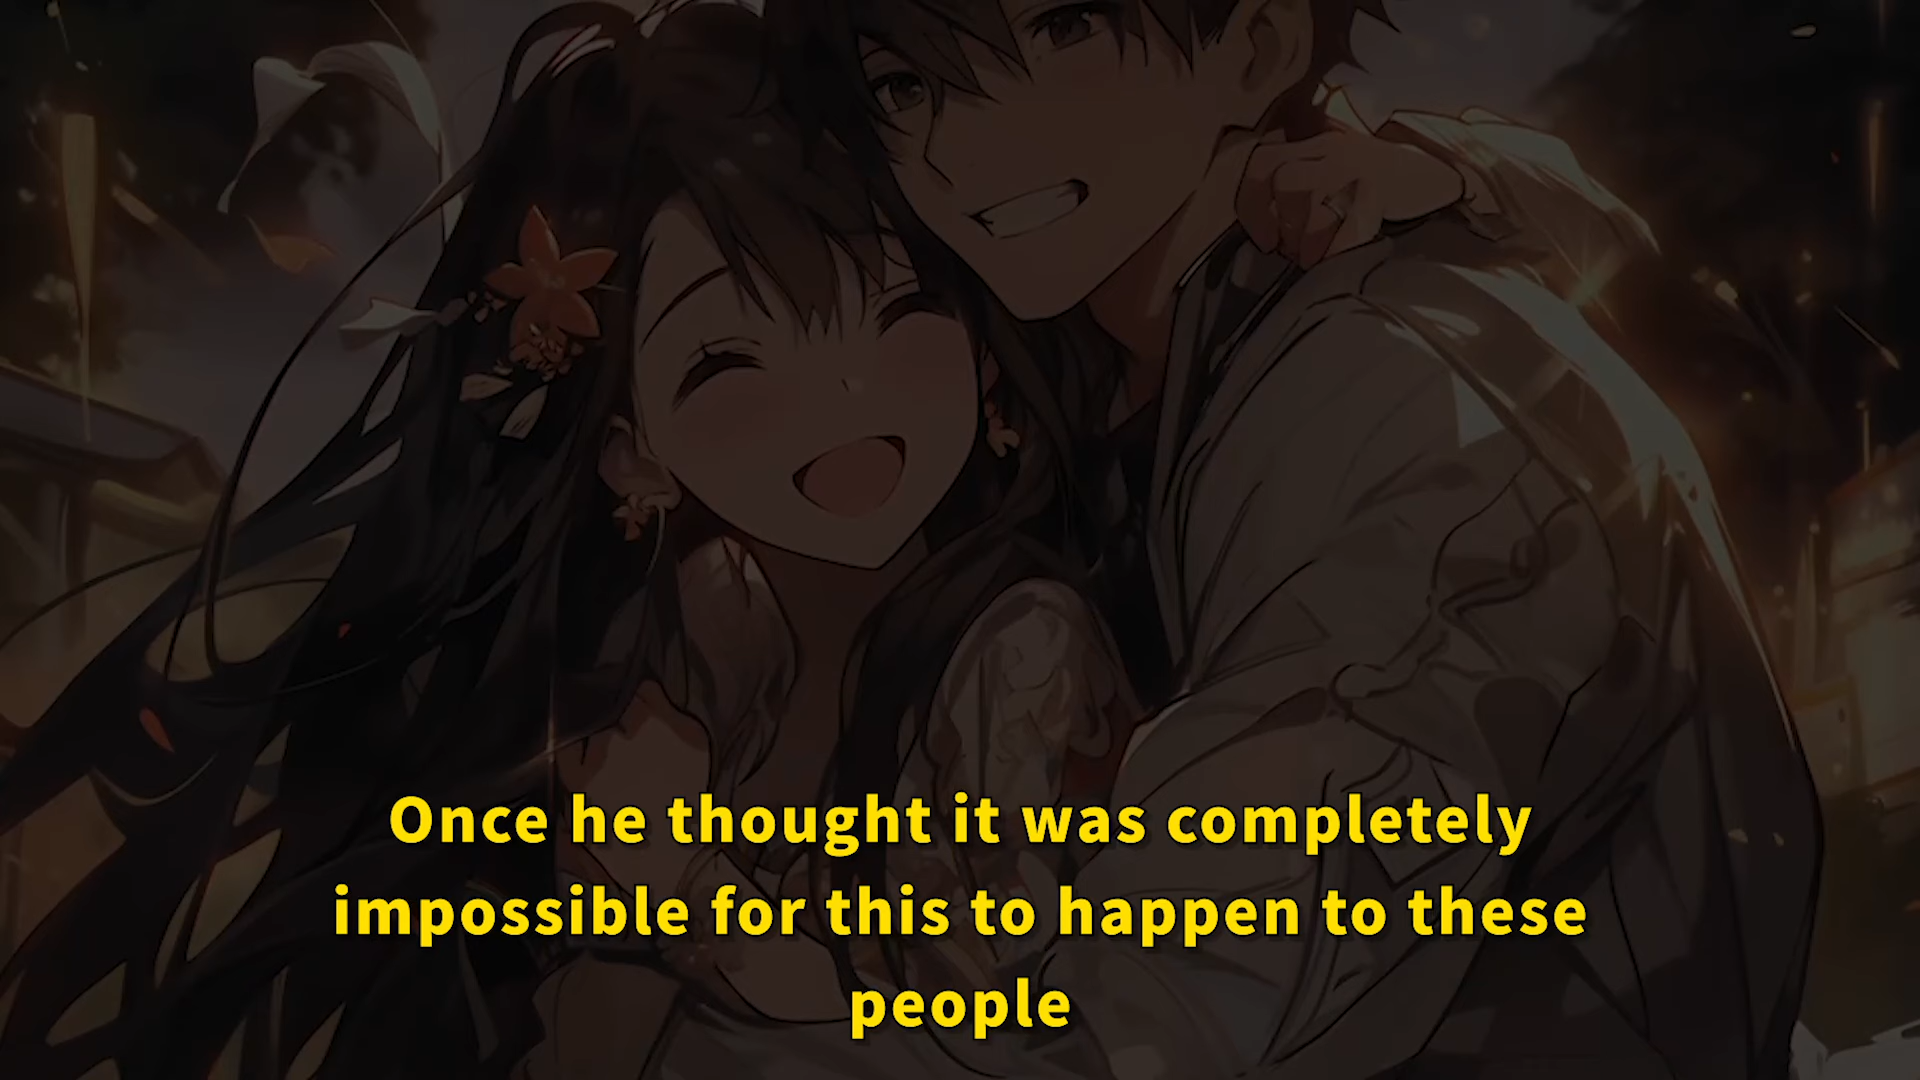 Once he thought it was completely
impossible for this to happen to these
people